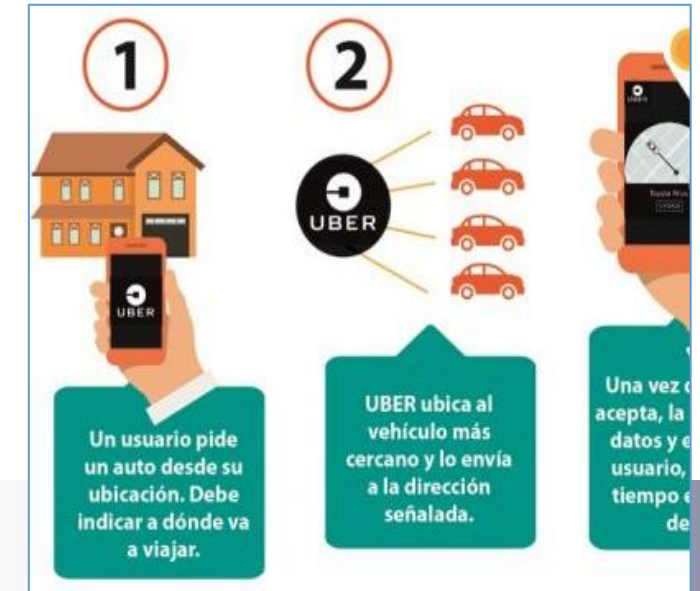 1
UBER
Un usuario pide
un auto desde su
ubicación. Debe
indicar a dónde va
a viajar.
2
UBER
UBER ubica al
vehículo más
cercano y lo envía
a la dirección
señalada.
Una vez
acepta, la
datos y
usuario,
tiempo